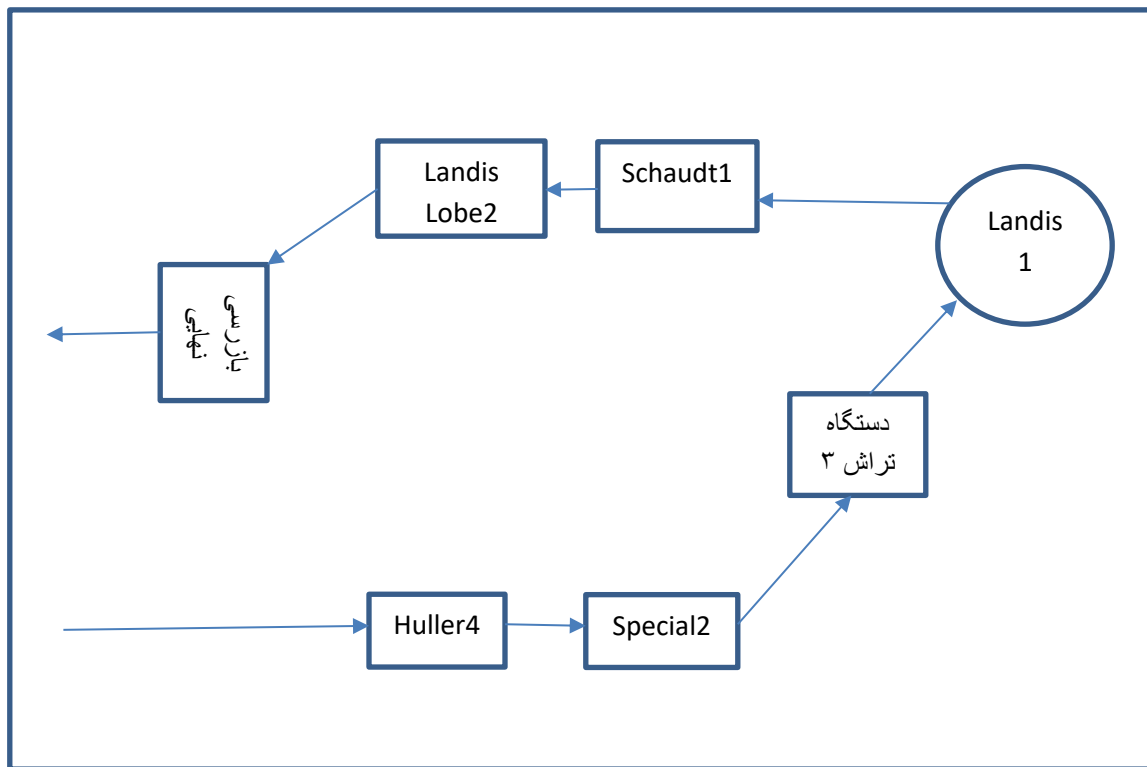 Landis
Lobe2
Schaudt1
Landis
1
بازرسی
نهایی
دستگاه
تراش ۳
Huller4
Special2